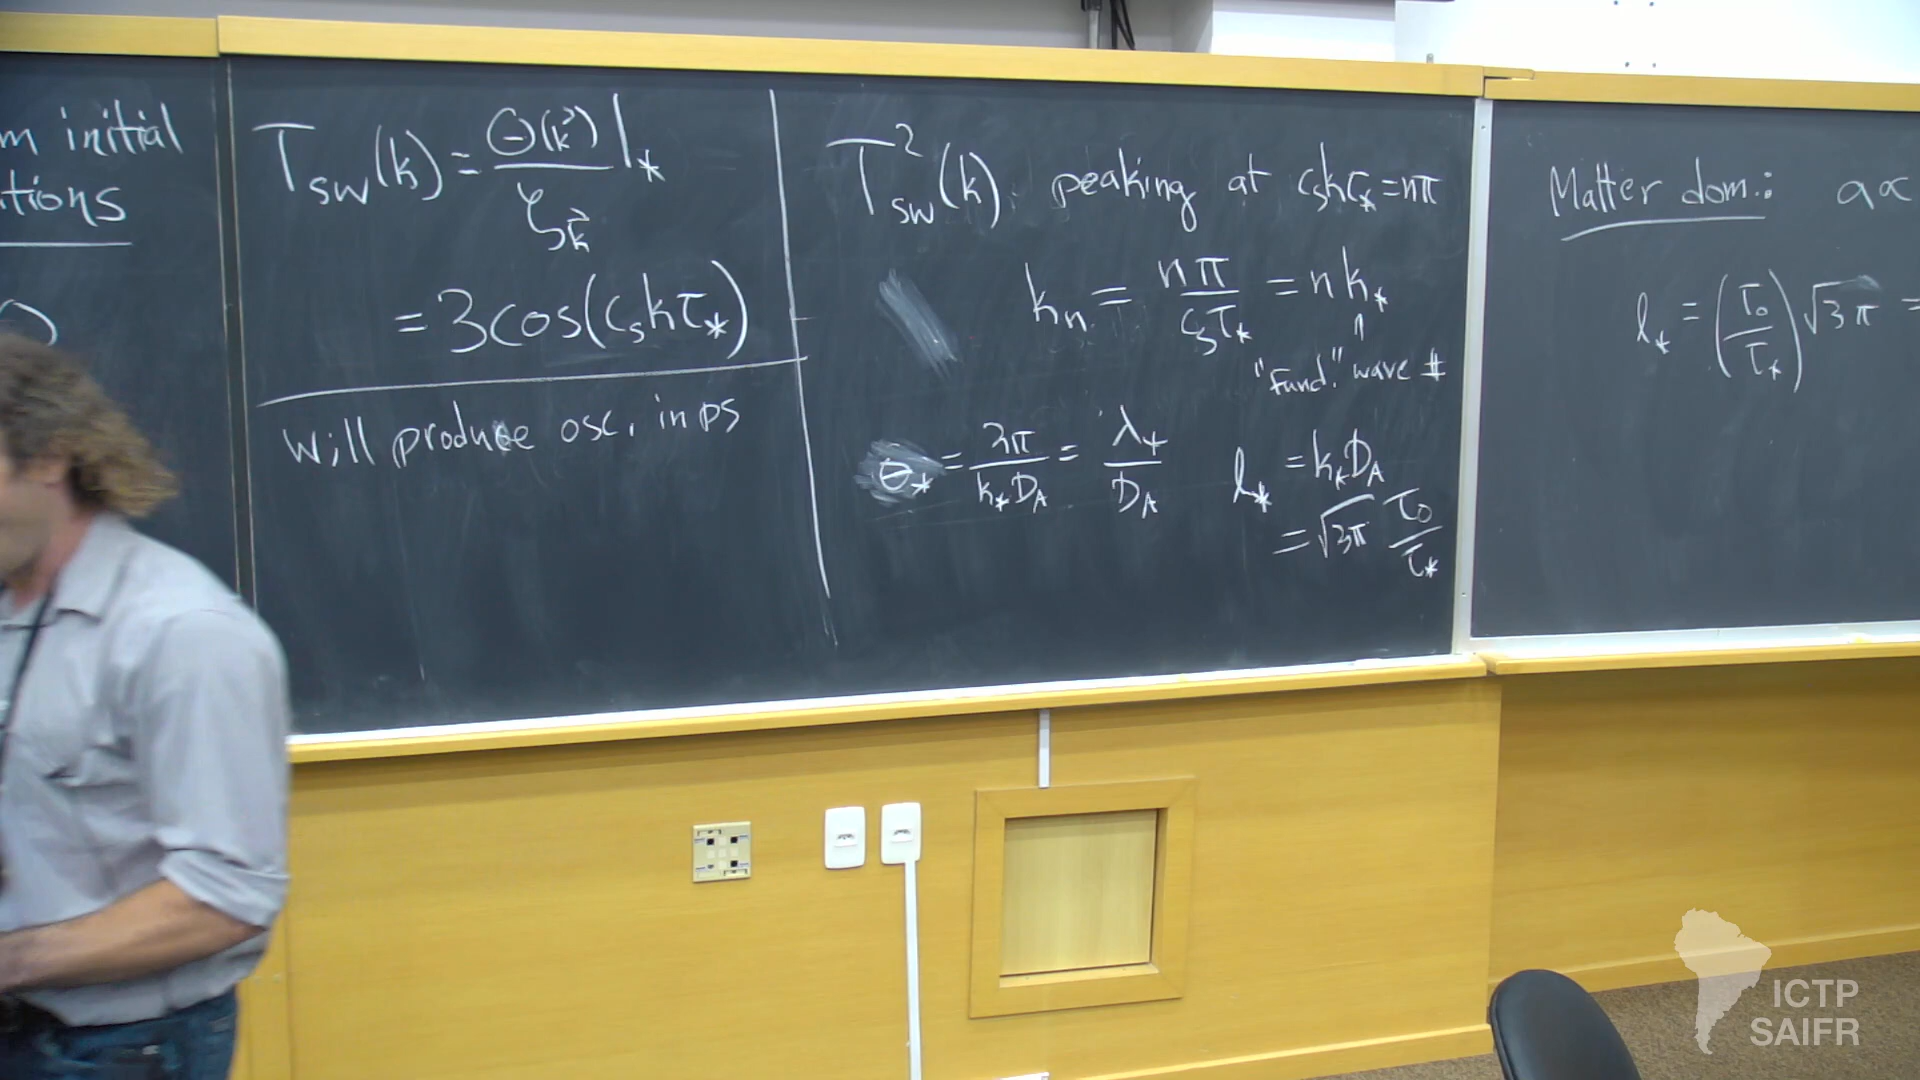 m initial
tions
T_sw(k) = Θ(k⃗)/ζ_k⃗ |_*
= 3cos(c_s k τ_*)
will produce osc. in ps
T²_sw(k) peaking at c_s k τ_* = nπ
k_n = nπ/(c_s τ_*) = n k_*
↑
"fund." wave #
θ_* = 2π/(k_* D_A) = λ_*/D_A
l_* = k_* D_A
= √3 π τ_0/τ_*
Matter dom.: a ∝
l_* = (τ_0/τ_*) √3 π =
ICTP
SAIFR